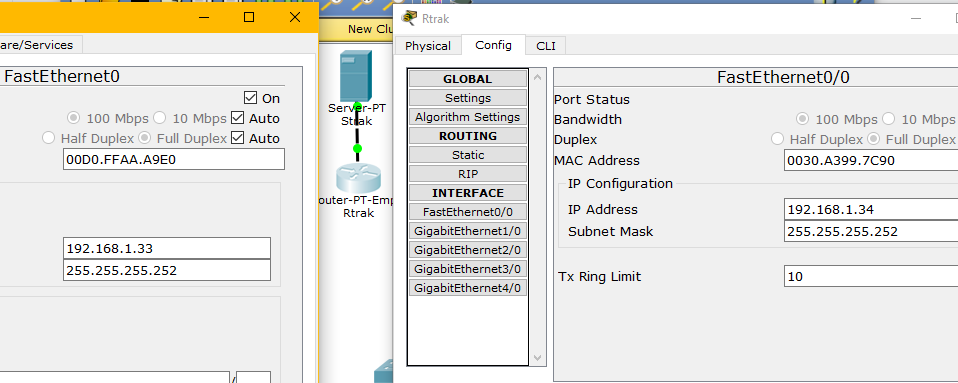 are/Services
FastEthernet0
On
100 Mbps
10 Mbps
Auto
Half Duplex
Full Duplex
Auto
00D0.FFAA.A9E0
192.168.1.33
255.255.255.252
/
New Clu
Server-PT
Strak
outer-PT-Emp
Rtrak
Rtrak
Physical
Config
CLI
GLOBAL
Settings
Algorithm Settings
ROUTING
Static
RIP
INTERFACE
FastEthernet0/0
GigabitEthernet1/0
GigabitEthernet2/0
GigabitEthernet3/0
GigabitEthernet4/0
FastEthernet0/0
Port Status
Bandwidth
100 Mbps
10 Mbps
Duplex
Half Duplex
Full Duplex
MAC Address
0030.A399.7C90
IP Configuration
IP Address
192.168.1.34
Subnet Mask
255.255.255.252
Tx Ring Limit
10